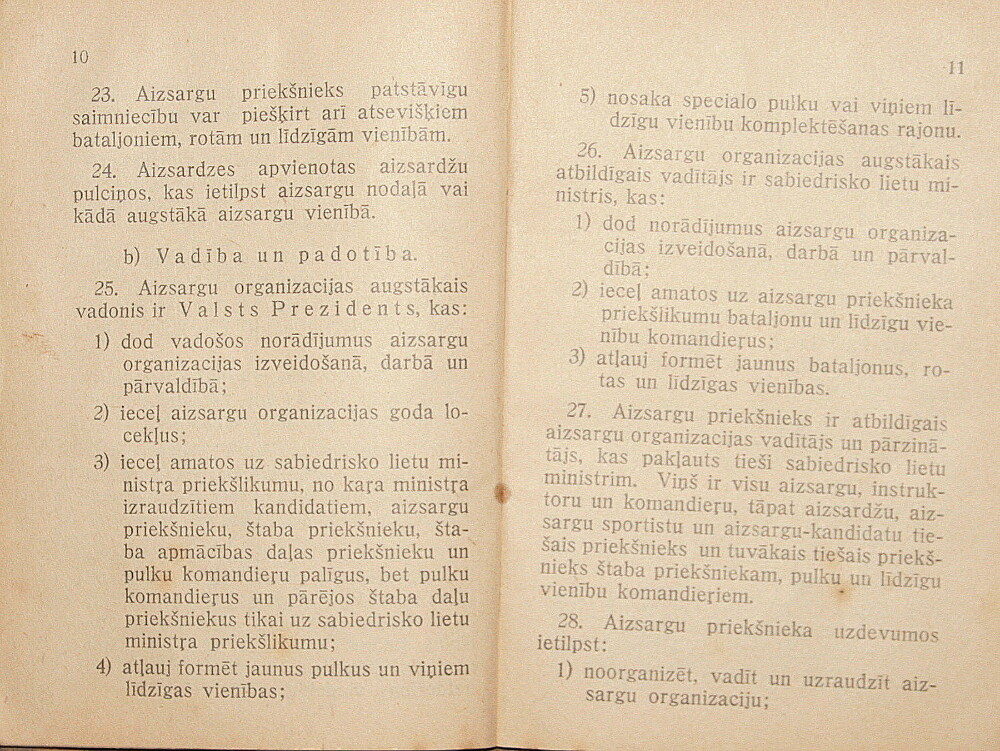 10
23. Aizsargu priekšnieks patstāvīgu
saimniecību var piešķirt arī atsevišķiem
bataljoniem, rotām un līdzīgām vienībām.
24. Aizsardzes apvienotas aizsardžu
pulciņos, kas ietilpst aizsargu nodaļā vai
kādā augstākā aizsargu vienībā.
b) Vadība un padotība.
25. Aizsargu organizacijas augstākais
vadonis ir Valsts Prezidents, kas:
1) dod vadošos norādījumus aizsargu
organizacijas izveidošanā, darbā un
pārvaldībā;
2) ieceļ aizsargu organizacijas goda lo-
cekļus;
3) ieceļ amatos uz sabiedrisko lietu mi-
nistŗa priekšlikumu, no kaŗa ministŗa
izraudzītiem kandidatiem, aizsargu
priekšnieku, štaba priekšnieku, šta-
ba apmācības daļas priekšnieku un
pulku komandieŗu palīgus, bet pulku
komandieŗus un pārējos štaba daļu
priekšniekus tikai uz sabiedrisko lietu
ministŗa priekšlikumu;
4) atļauj formēt jaunus pulkus un viņiem
līdzīgas vienības;
11
5) nosaka specialo pulku vai viņiem lī-
dzīgu vienību komplektēšanas rajonu.
26. Aizsargu organizacijas augstākais
atbildīgais vadītājs ir sabiedrisko lietu mi-
nistris, kas:
1) dod norādījumus aizsargu organiza-
cijas izveidošanā, darbā un pārval-
dībā;
2) ieceļ amatos uz aizsargu priekšnieka
priekšlikumu bataljonu un līdzīgu vie-
nību komandieŗus;
3) atļauj formēt jaunus bataljonus, ro-
tas un līdzīgas vienības.
27. Aizsargu priekšnieks ir atbildīgais
aizsargu organizacijas vadītājs un pārzinā-
tājs, kas pakļauts tieši sabiedrisko lietu
ministrim. Viņš ir visu aizsargu, instruk-
toru un komandieŗu, tāpat aizsardžu, aiz-
sargu sportistu un aizsargu-kandidatu tie-
šais priekšnieks un tuvākais tiešais priekš-
nieks štaba priekšniekam, pulku un līdzīgu
vienību komandieŗiem.
28. Aizsargu priekšnieka uzdevumos
ietilpst:
1) noorganizēt, vadīt un uzraudzīt aiz-
sargu organizaciju;